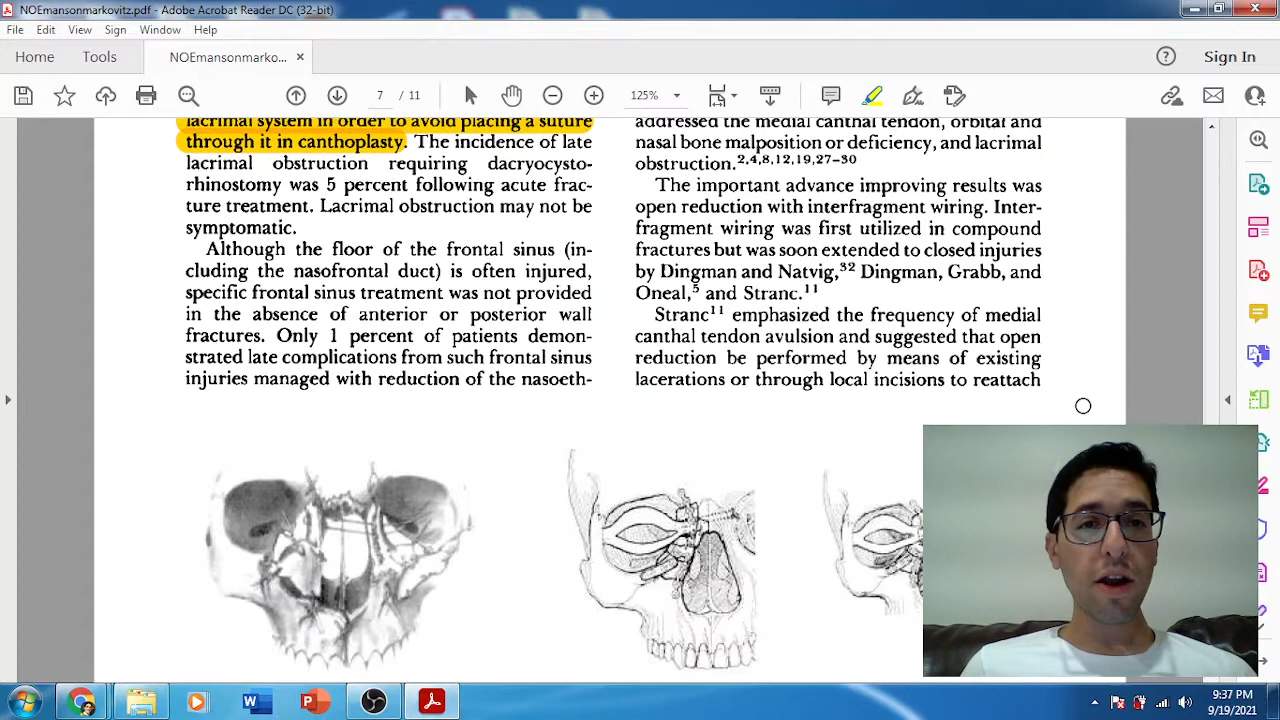 NOEmansonmarkovitz.pdf - Adobe Acrobat Reader DC (32-bit)
File Edit View Sign Window Help
Home Tools NOEmansonmarko... × Sign In
7 / 11 125%
lacrimal system in order to avoid placing a suture
through it in canthoplasty. The incidence of late
lacrimal obstruction requiring dacryocysto-
rhinostomy was 5 percent following acute frac-
ture treatment. Lacrimal obstruction may not be
symptomatic.
Although the floor of the frontal sinus (in-
cluding the nasofrontal duct) is often injured,
specific frontal sinus treatment was not provided
in the absence of anterior or posterior wall
fractures. Only 1 percent of patients demon-
strated late complications from such frontal sinus
injuries managed with reduction of the nasoeth-
addressed the medial canthal tendon, orbital and
nasal bone malposition or deficiency, and lacrimal
obstruction.2,4,8,12,19,27–30
The important advance improving results was
open reduction with interfragment wiring. Inter-
fragment wiring was first utilized in compound
fractures but was soon extended to closed injuries
by Dingman and Natvig,32 Dingman, Grabb, and
Oneal,5 and Stranc.11
Stranc11 emphasized the frequency of medial
canthal tendon avulsion and suggested that open
reduction be performed by means of existing
lacerations or through local incisions to reattach
9:37 PM
9/19/2021